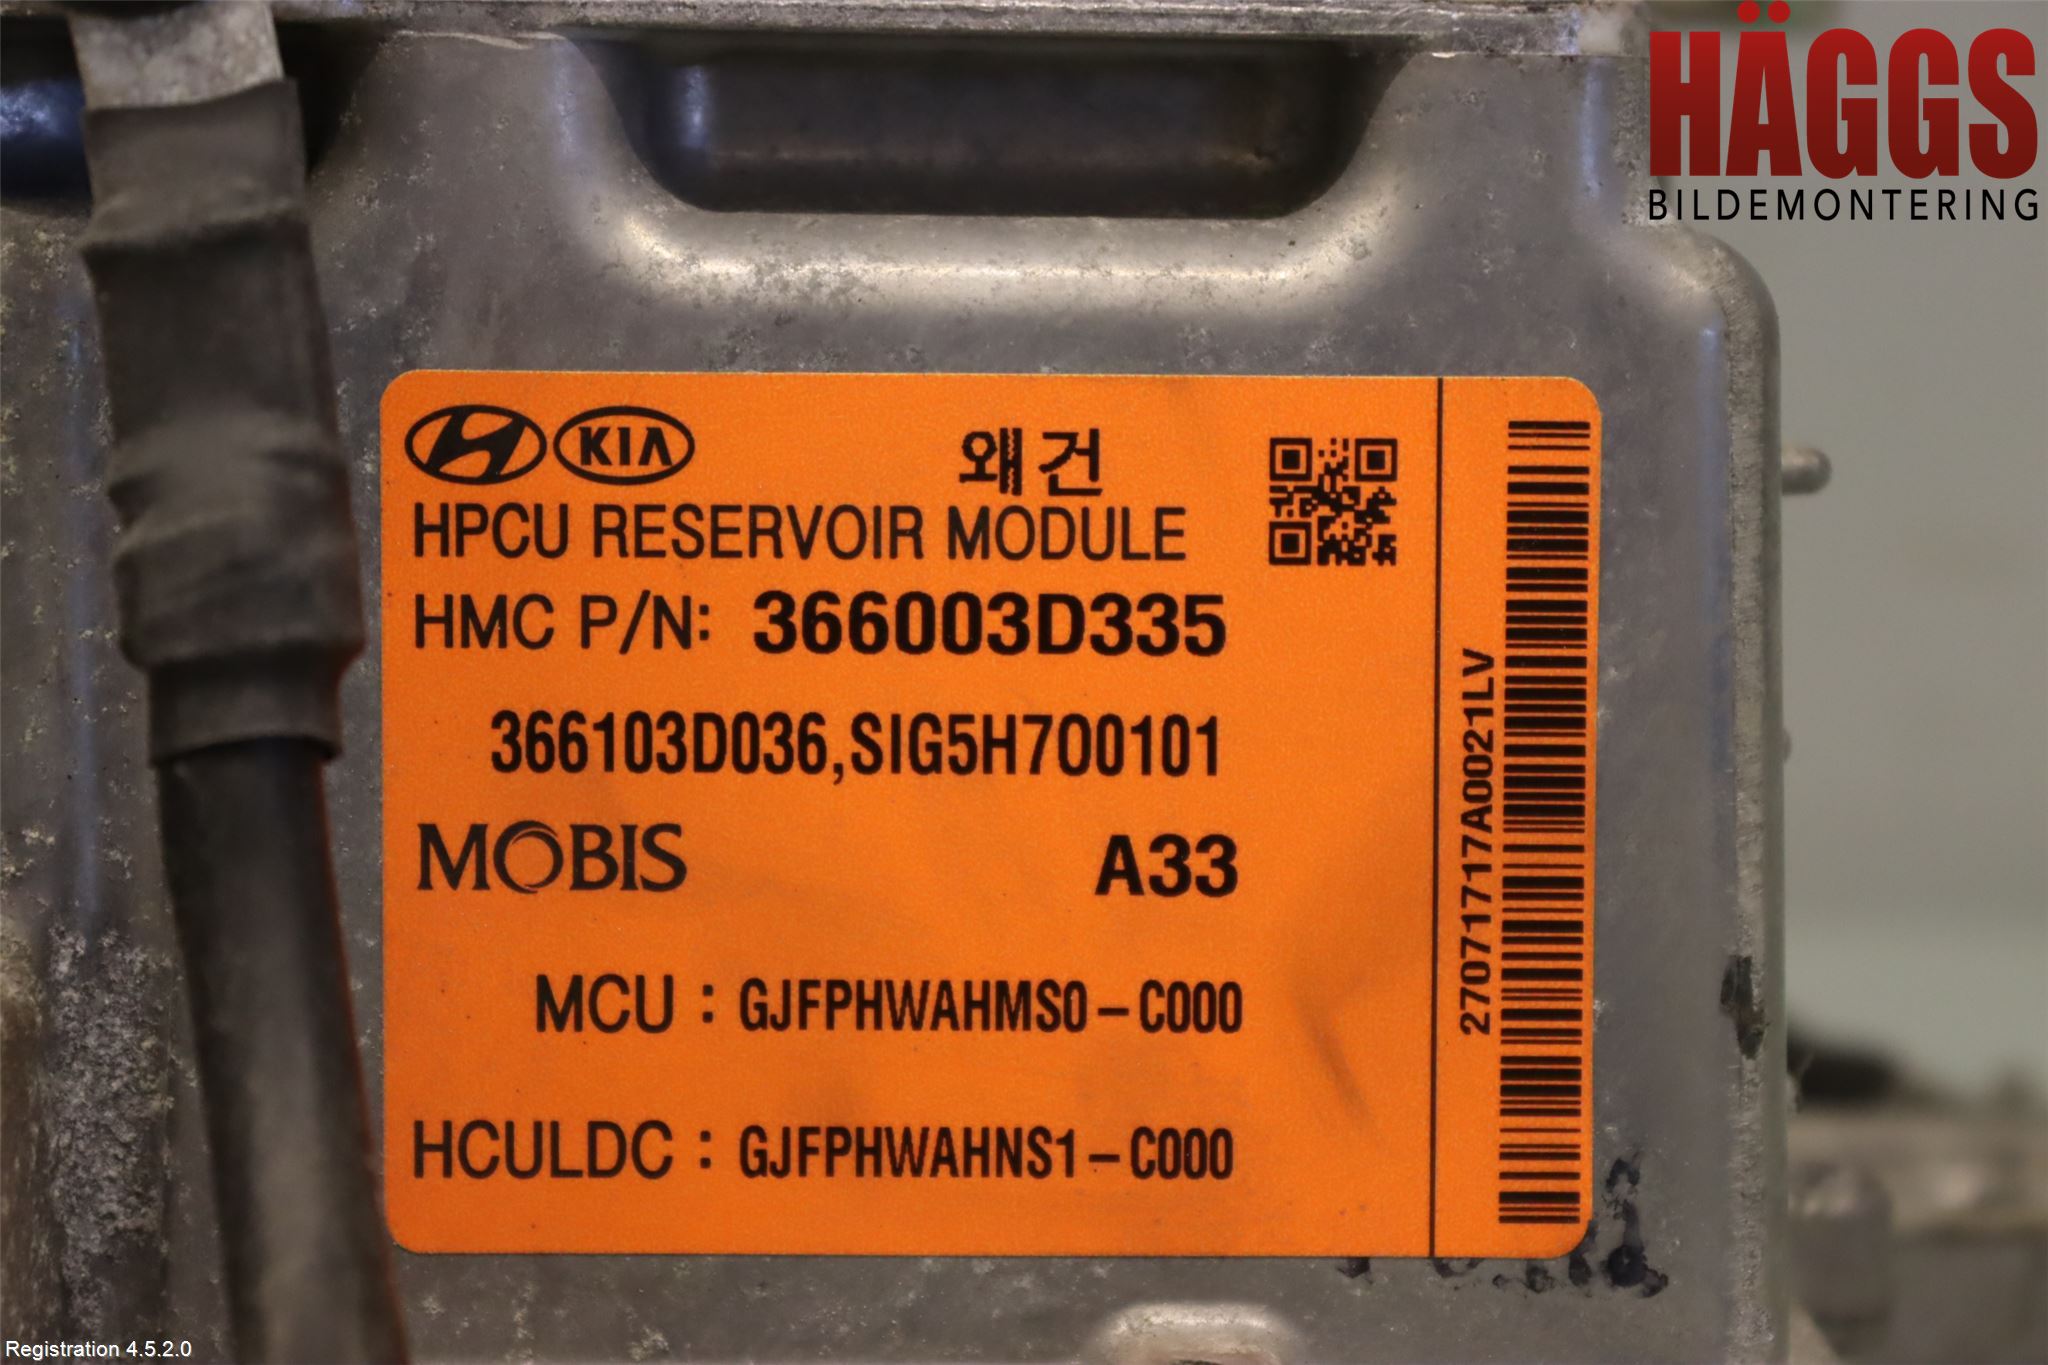 HÄGGS
BILDEMONTERING
KIA
왜건
HPCU RESERVOIR MODULE
HMC P/N: 366003D335
366103D036,SIG5H700101
MOBIS A33
MCU : GJFPHWAHMS0-C000
HCULDC : GJFPHWAHNS1-C000
2707171717A0021LV
Registration 4.5.2.0